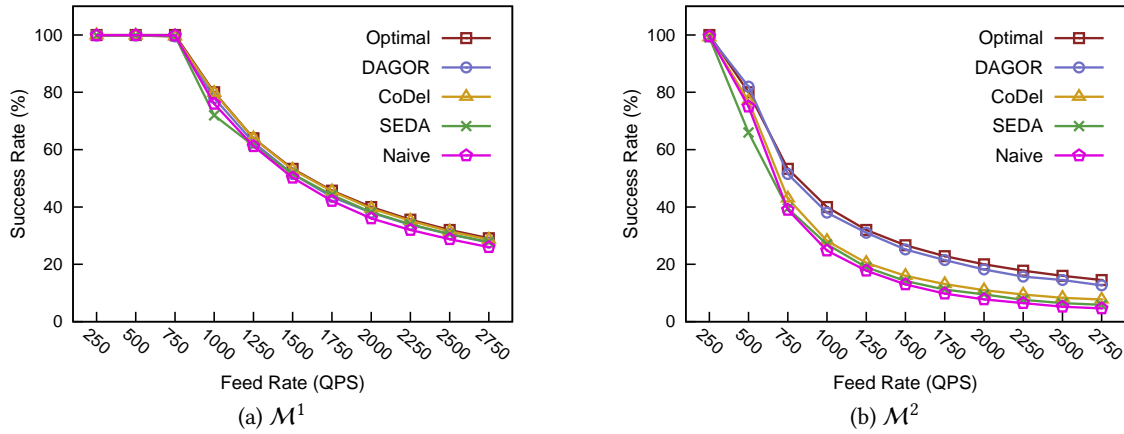 100
80
60
40
20
0
Success Rate (%)
Optimal
DAGOR
CoDel
SEDA
Naive
250
500
750
1000
1250
1500
1750
2000
2250
2500
2750
Feed Rate (QPS)
(a) M¹
100
80
60
40
20
0
Success Rate (%)
Optimal
DAGOR
CoDel
SEDA
Naive
250
500
750
1000
1250
1500
1750
2000
2250
2500
2750
Feed Rate (QPS)
(b) M²